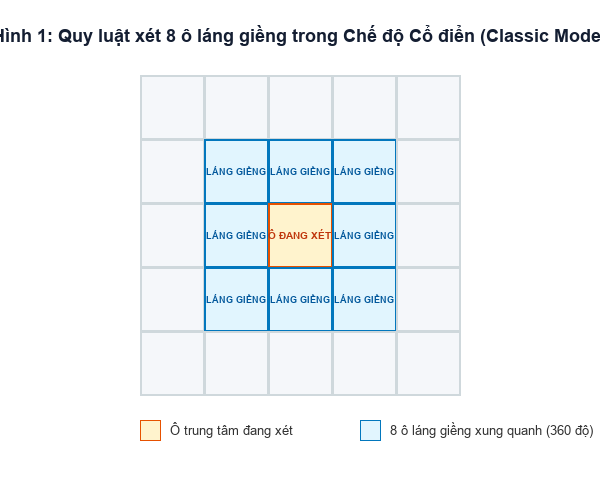 Hình 1: Quy luật xét 8 ô láng giềng trong Chế độ Cổ điển (Classic Mode
LÁNG GIỀNG LÁNG GIỀNG LÁNG GIỀNG
LÁNG GIỀNG Ô ĐANG XÉT LÁNG GIỀNG
LÁNG GIỀNG LÁNG GIỀNG LÁNG GIỀNG
Ô trung tâm đang xét
8 ô láng giềng xung quanh (360 độ)